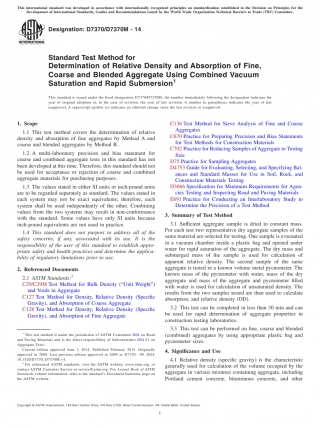 This international standard was developed in accordance with internationally recognized principles on standardization established in the Decision on Principles for the
Development of International Standards, Guides and Recommendations issued by the World Trade Organization Technical Barriers to Trade (TBT) Committee.
Designation: D7370/D7370M − 14
Standard Test Method for
Determination of Relative Density and Absorption of Fine,
Coarse and Blended Aggregate Using Combined Vacuum
Saturation and Rapid Submersion1
This standard is issued under the fixed designation D7370/D7370M; the number immediately following the designation indicates the
year of original adoption or, in the case of revision, the year of last revision. A number in parentheses indicates the year of last
reapproval. A superscript epsilon (ε) indicates an editorial change since the last revision or reapproval.
1. Scope
1.1 This test method covers the determination of relative
density and absorption of fine aggregates by Method A and
coarse and blended aggregates by Method B.
1.2 A multi-laboratory precision and bias statement for
coarse and combined aggregate tests in this standard has not
been developed at this time. Therefore, this standard should not
be used for acceptance or rejection of coarse and combined
aggregate materials for purchasing purposes.
1.3 The values stated in either SI units or inch-pound units
are to be regarded separately as standard. The values stated in
each system may not be exact equivalents; therefore, each
system shall be used independently of the other. Combining
values from the two systems may result in non-conformance
with the standard. Some values have only SI units because
inch-pound equivalents are not used in practice.
1.4 This standard does not purport to address all of the
safety concerns, if any, associated with its use. It is the
responsibility of the user of this standard to establish appro-
priate safety and health practices and determine the applica-
bility of regulatory limitations prior to use.
2. Referenced Documents
2.1 ASTM Standards:2
C29/C29M Test Method for Bulk Density ("Unit Weight")
and Voids in Aggregate
C127 Test Method for Density, Relative Density (Specific
Gravity), and Absorption of Coarse Aggregate
C128 Test Method for Density, Relative Density (Specific
Gravity), and Absorption of Fine Aggregate
1 This test method is under the jurisdiction of ASTM Committee D04 on Road
and Paving Materials and is the direct responsibility of Subcommittee D04.51 on
Aggregate Tests.
Current edition approved June 1, 2014. Published February 2015. Originally
approved in 2008. Last previous edition approved in 2009 as D7370 – 09. DOI:
10.1520/D7370_D7370M-14.
2 For referenced ASTM standards, visit the ASTM website, www.astm.org, or
contact ASTM Customer Service at service@astm.org. For Annual Book of ASTM
Standards volume information, refer to the standard's Document Summary page on
the ASTM website.
C136 Test Method for Sieve Analysis of Fine and Coarse
Aggregates
C670 Practice for Preparing Precision and Bias Statements
for Test Methods for Construction Materials
C702 Practice for Reducing Samples of Aggregate to Testing
Size
D75 Practice for Sampling Aggregates
D4753 Guide for Evaluating, Selecting, and Specifying Bal-
ances and Standard Masses for Use in Soil, Rock, and
Construction Materials Testing
D3666 Specification for Minimum Requirements for Agen-
cies Testing and Inspecting Road and Paving Materials
E691 Practice for Conducting an Interlaboratory Study to
Determine the Precision of a Test Method
3. Summary of Test Method
3.1 Sufficient aggregate sample is dried to constant mass.
For each test two representative dry aggregate samples of the
same material are selected for testing. One sample is evacuated
in a vacuum chamber inside a plastic bag and opened under
water for rapid saturation of the aggregate. The dry mass and
submerged mass of the sample is used for calculation of
apparent relative density. The second sample of the same
aggregate is tested in a known volume metal pycnometer. The
known mass of the pycnometer with water, mass of the dry
aggregate and mass of the aggregate and pycnometer filled
with water is used for calculation of unsaturated density. The
results from the two samples tested are then used to calculate
absorption, and relative density (OD).
3.2 This test can be completed in less than 30 min and can
be used for rapid determination of aggregate properties in
construction testing laboratories.
3.3 This test can be performed on fine, coarse and blended
(combined) aggregates by using appropriate plastic bag and
pycnometer sizes.
4. Significance and Use
4.1 Relative density (specific gravity) is the characteristic
generally used for calculation of the volume occupied by the
aggregate in various mixtures containing aggregate, including
Portland cement concrete, bituminous concrete, and other
Copyright © ASTM International, 100 Barr Harbor Drive, PO Box C700, West Conshohocken, PA 19428-2959. United States
1